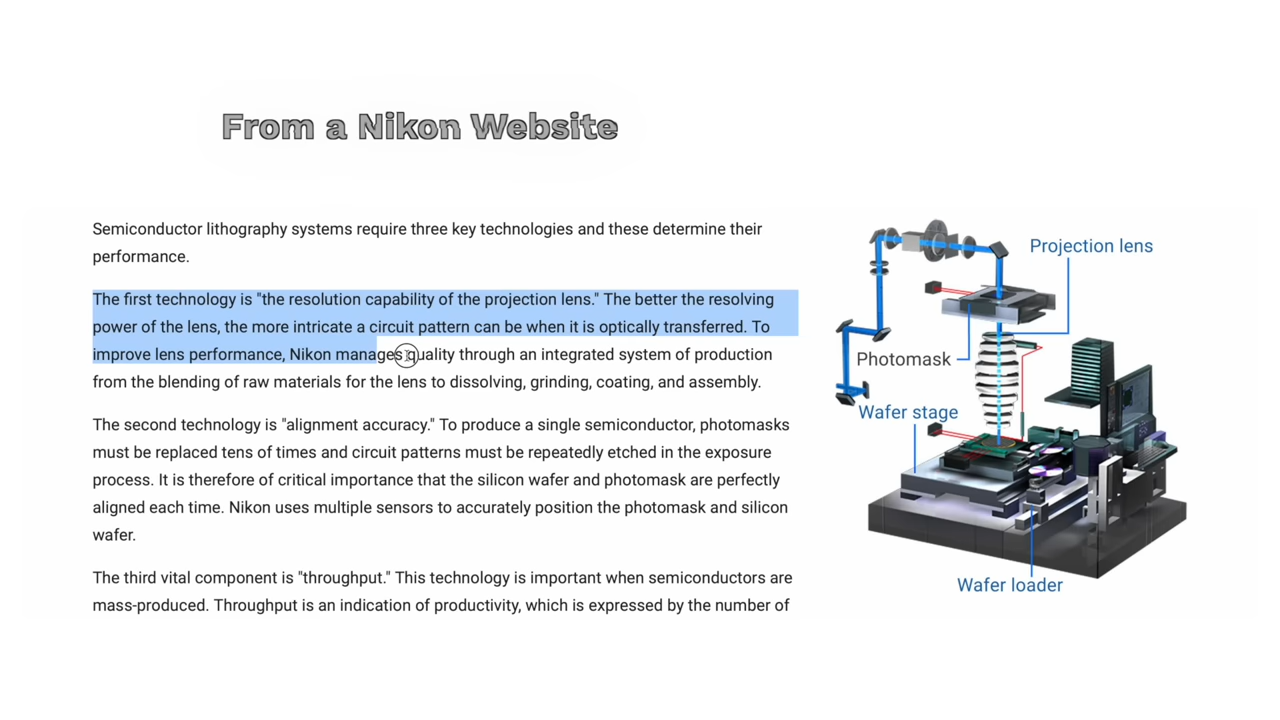 From a Nikon Website
Semiconductor lithography systems require three key technologies and these determine their
performance.
The first technology is "the resolution capability of the projection lens." The better the resolving
power of the lens, the more intricate a circuit pattern can be when it is optically transferred. To
improve lens performance, Nikon manages quality through an integrated system of production
from the blending of raw materials for the lens to dissolving, grinding, coating, and assembly.
The second technology is "alignment accuracy." To produce a single semiconductor, photomasks
must be replaced tens of times and circuit patterns must be repeatedly etched in the exposure
process. It is therefore of critical importance that the silicon wafer and photomask are perfectly
aligned each time. Nikon uses multiple sensors to accurately position the photomask and silicon
wafer.
The third vital component is "throughput." This technology is important when semiconductors are
mass-produced. Throughput is an indication of productivity, which is expressed by the number of
Projection lens
Photomask
Wafer stage
Wafer loader